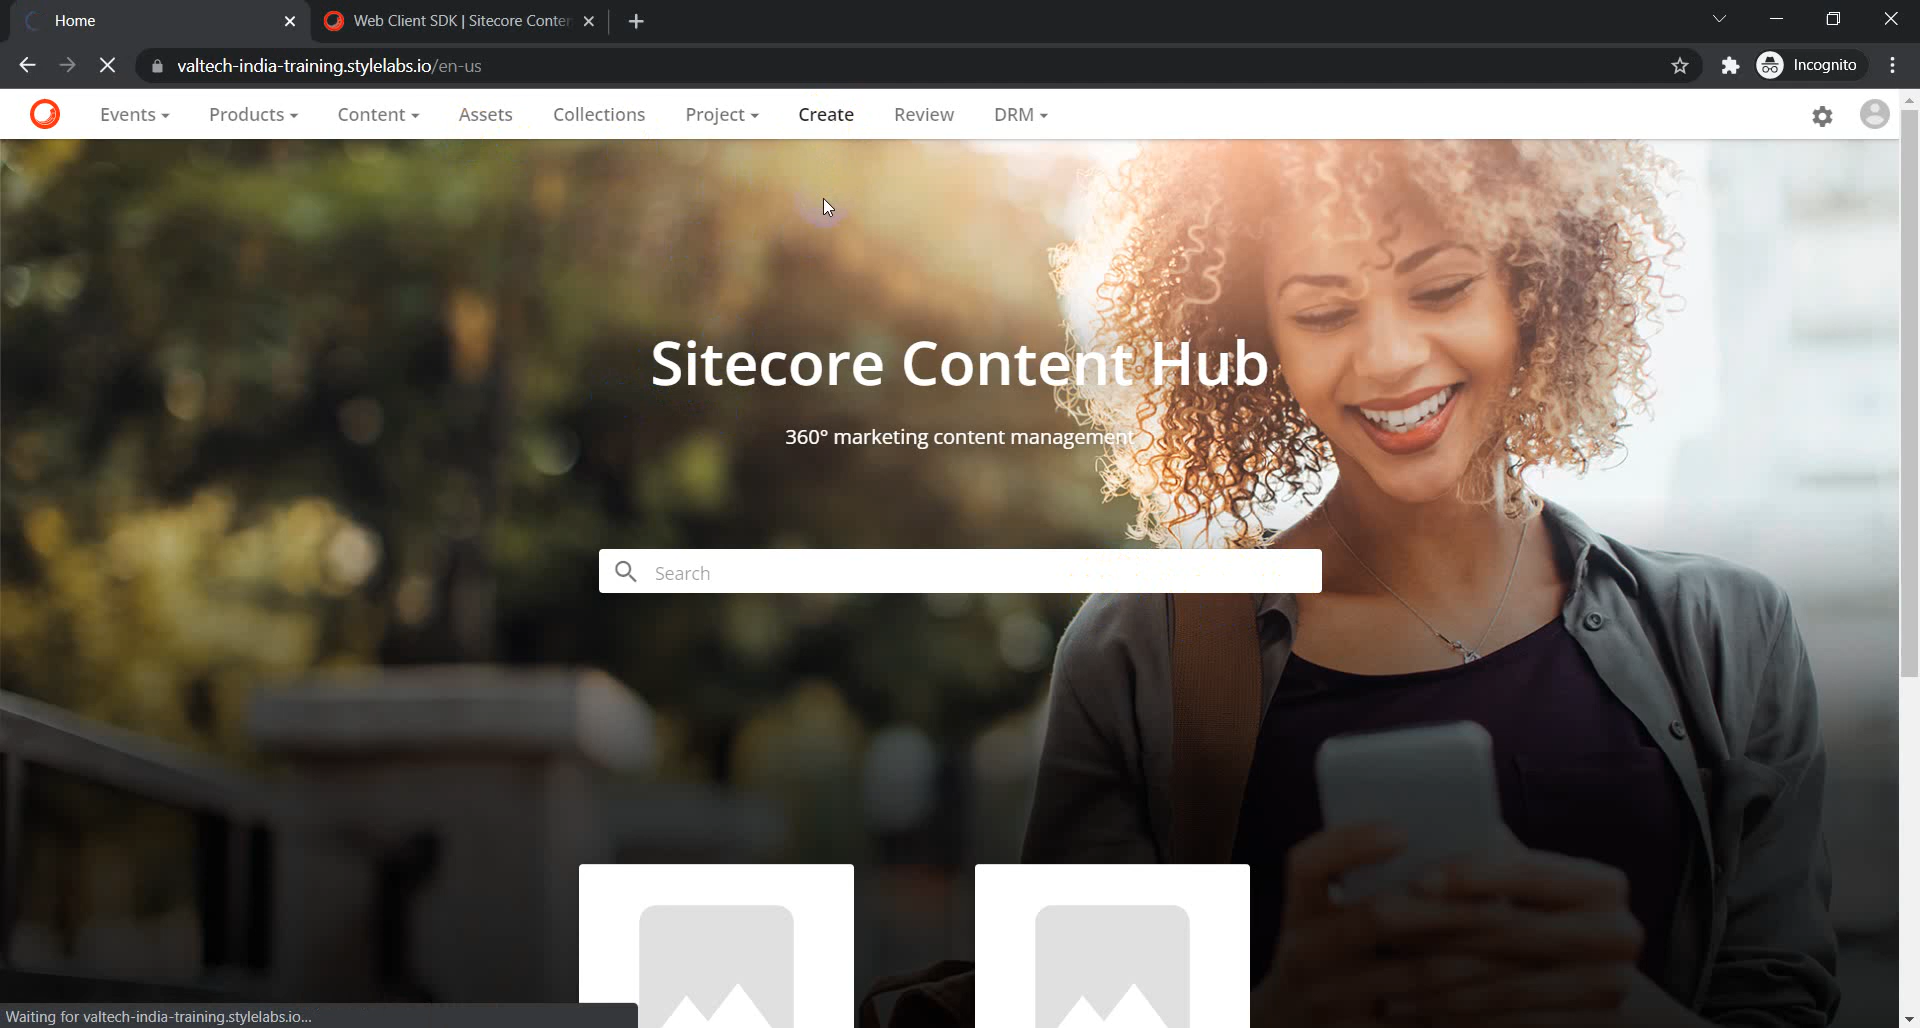 Home
Web Client SDK | Sitecore Conten
valtech-india-training.stylelabs.io/en-us
Incognito
Events
Products
Content
Assets
Collections
Project
Create
Review
DRM
Sitecore Content Hub
360° marketing content management
Search
Waiting for valtech-india-training.stylelabs.io...